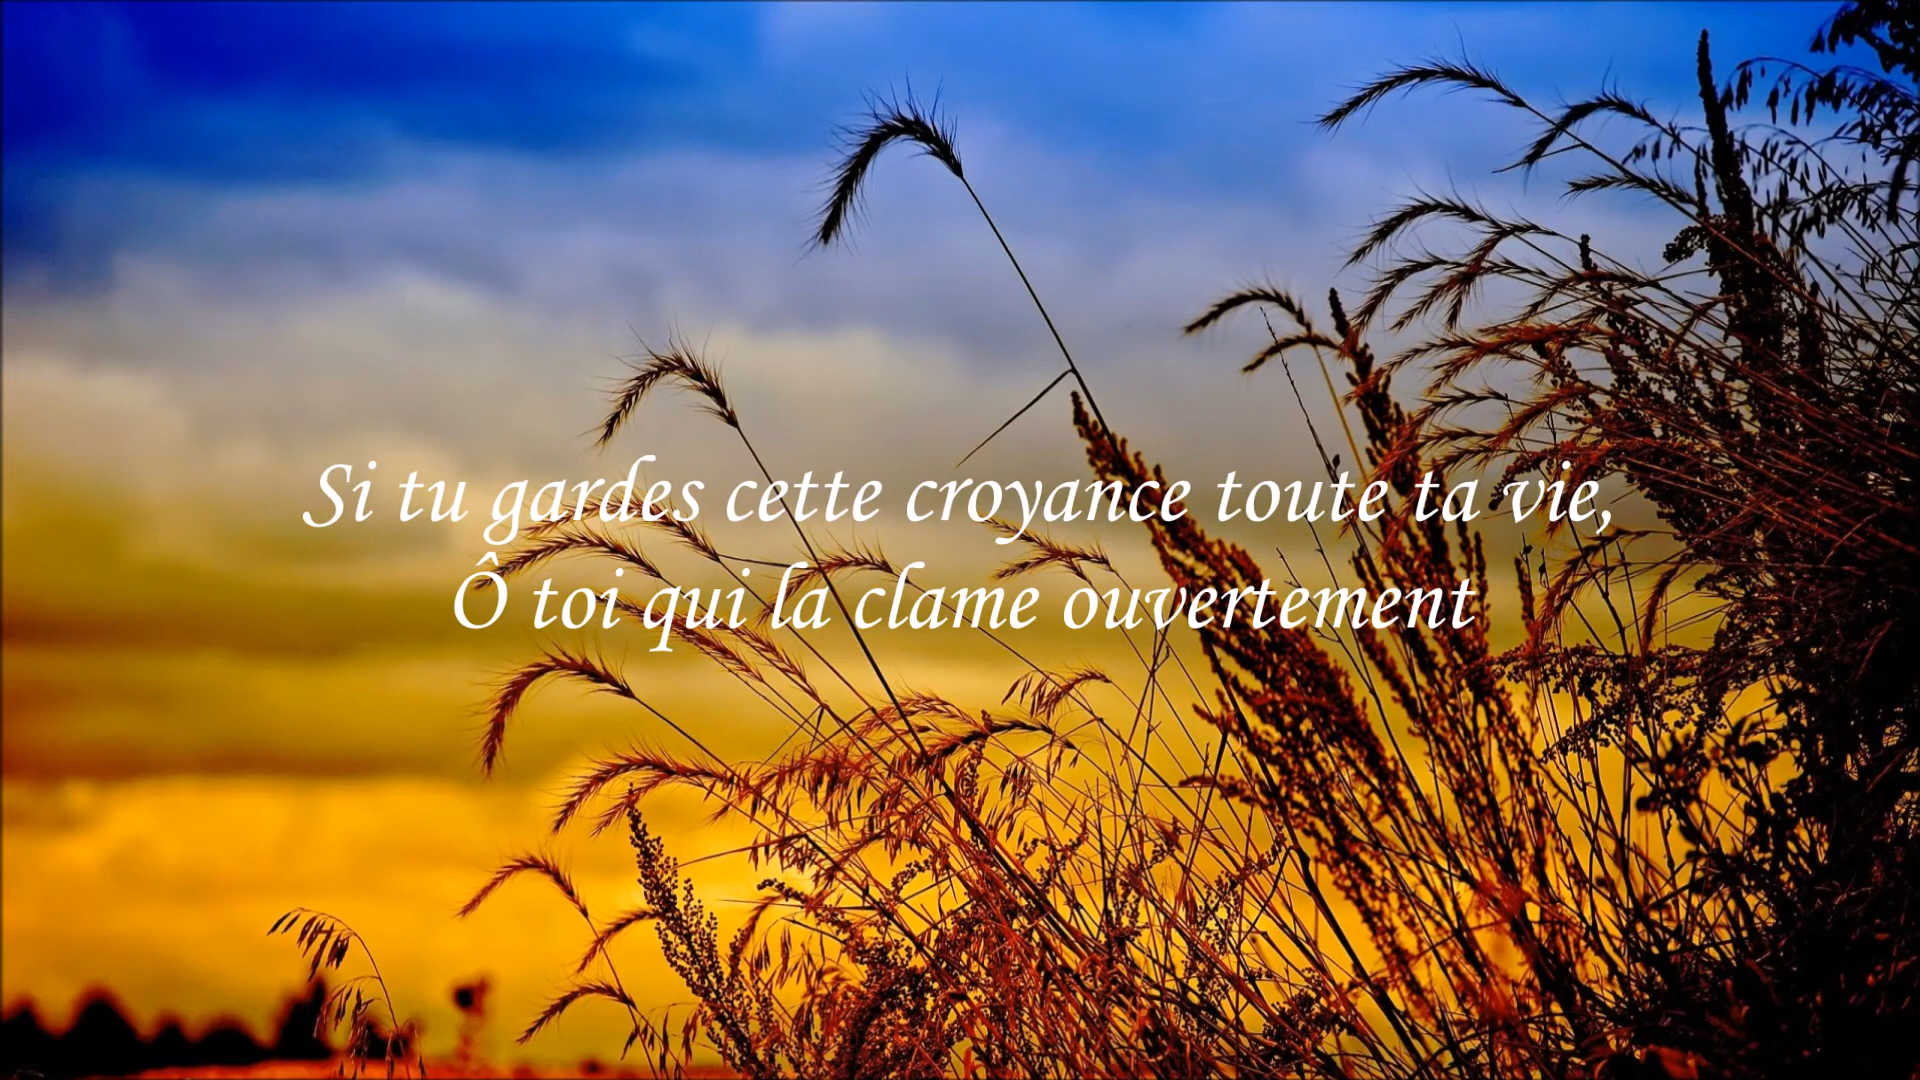 Si tu gardes cette croyance toute ta vie,
Ô toi qui la clame ouvertement